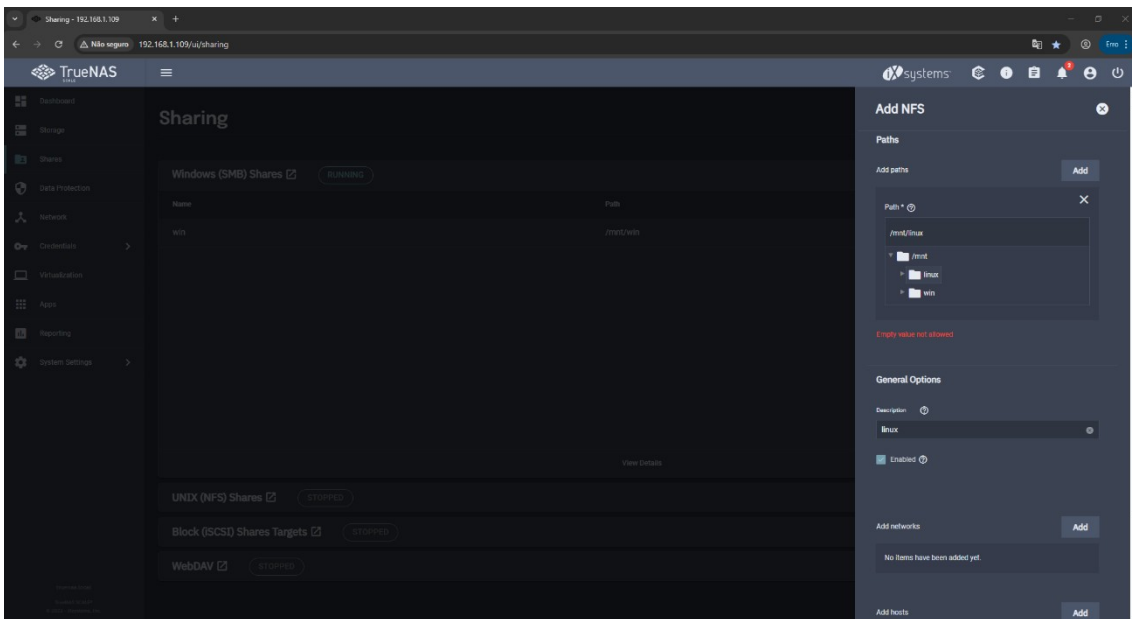 Sharing - 192.168.1.109
Não seguro 192.168.1.109/ui/sharing
Erro
TrueNAS
SCALE
iXsystems
Dashboard
Storage
Shares
Data Protection
Network
Credentials
Virtualization
Apps
Reporting
System Settings
Sharing
Windows (SMB) Shares RUNNING
Name Path
win /mnt/win
View Details
UNIX (NFS) Shares STOPPED
Block (iSCSI) Shares Targets STOPPED
WebDAV STOPPED
Add NFS
Paths
Add paths Add
Path *
/mnt/linux
/mnt
linux
win
Empty value not allowed
General Options
Description
linux
Enabled
Add networks Add
No items have been added yet.
Add hosts Add